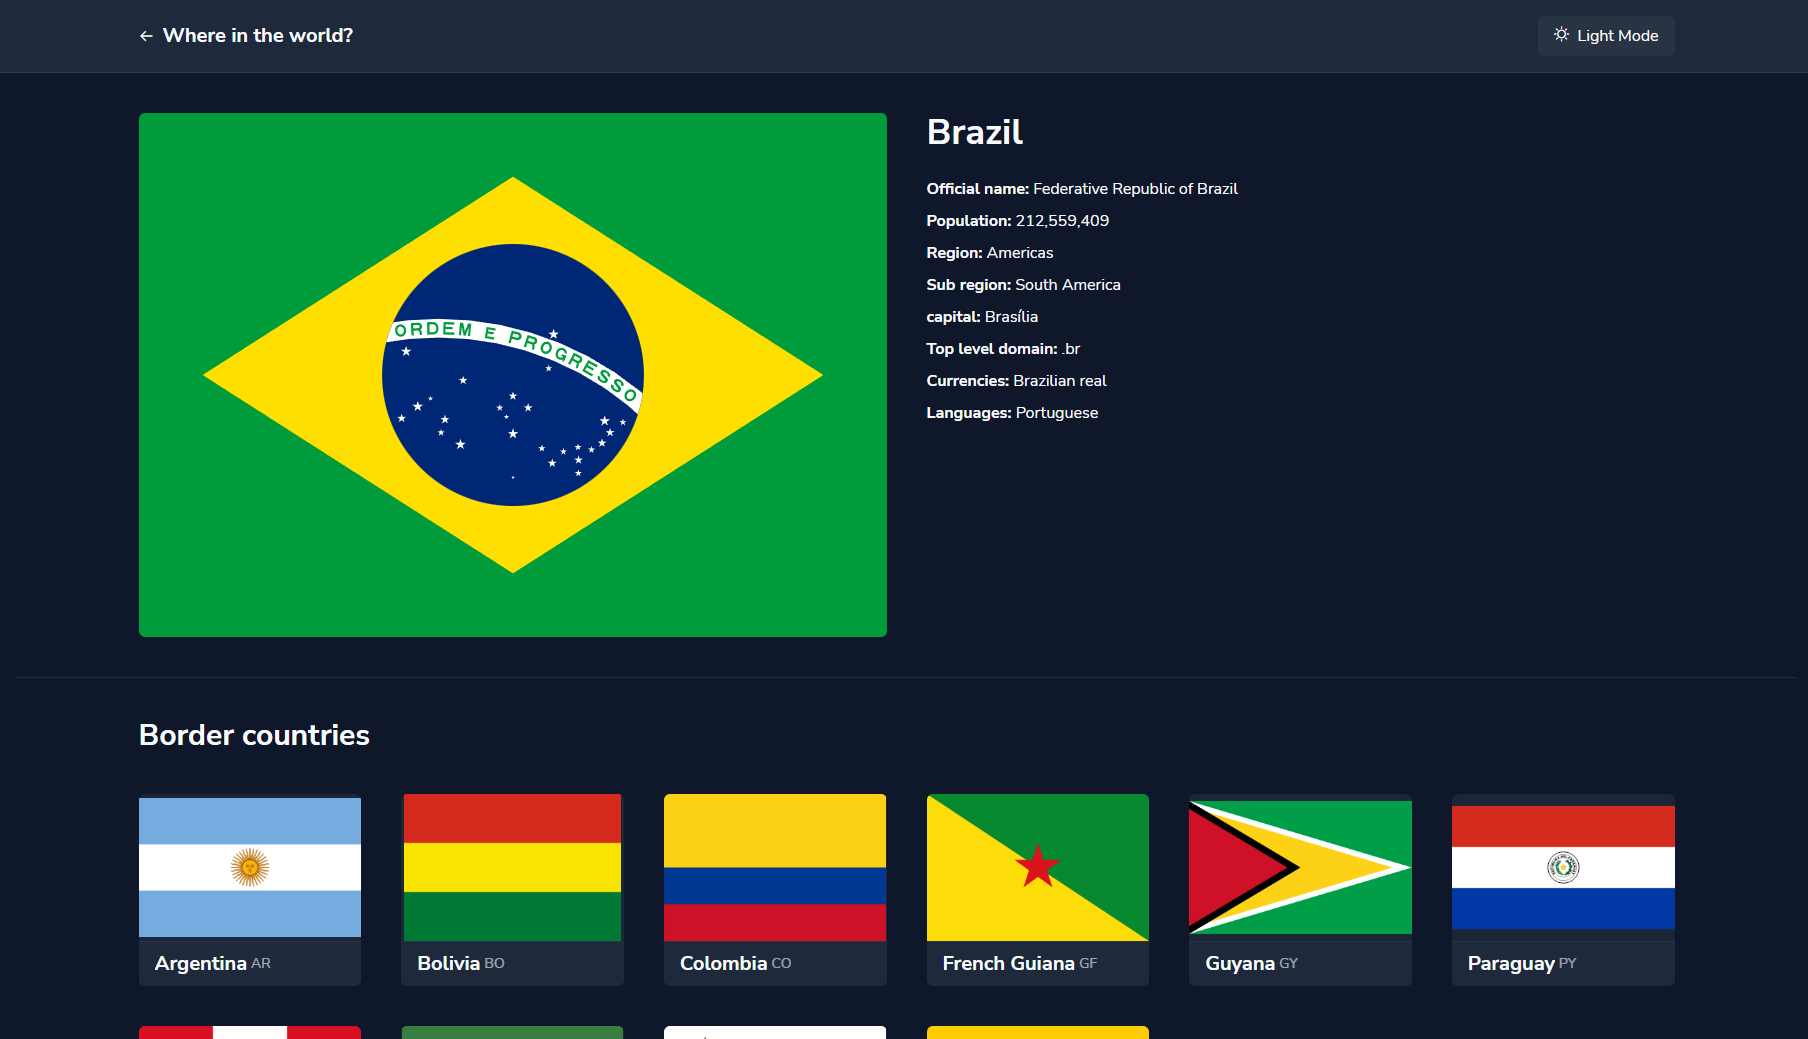 ← Where in the world?
Light Mode
ORDEM E PROGRESSO
Brazil
Official name: Federative Republic of Brazil
Population: 212,559,409
Region: Americas
Sub region: South America
capital: Brasília
Top level domain: .br
Currencies: Brazilian real
Languages: Portuguese
Border countries
Argentina AR
Bolivia BO
Colombia CO
French Guiana GF
Guyana GY
Paraguay PY